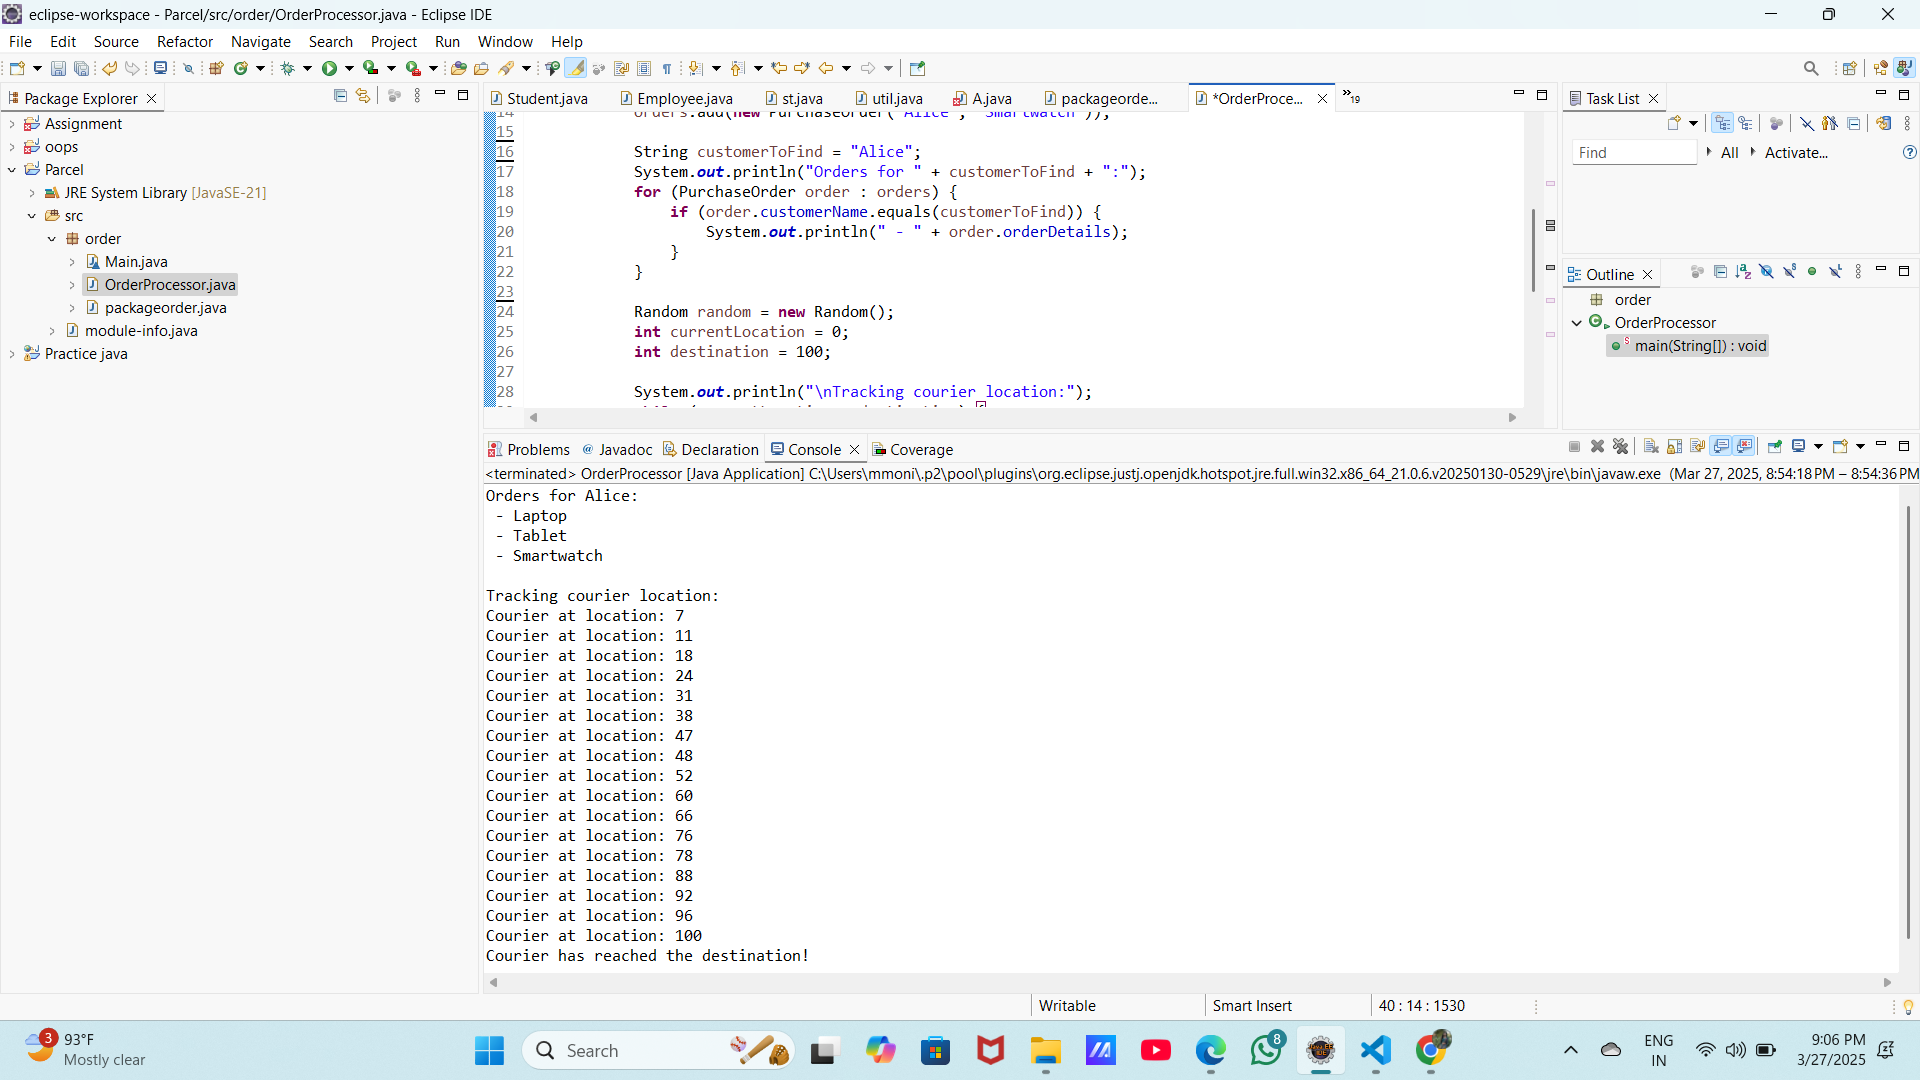 eclipse-workspace - Parcel/src/order/OrderProcessor.java - Eclipse IDE
File Edit Source Refactor Navigate Search Project Run Window Help
Package Explorer
Assignment
oops
Parcel
JRE System Library [JavaSE-21]
src
order
Main.java
OrderProcessor.java
packageorder.java
module-info.java
Practice java
Student.java Employee.java st.java util.java A.java packageorde... *OrderProce... »19
14 orders.add(new PurchaseOrder("Alice", "Smartwatch"));
15
16 String customerToFind = "Alice";
17 System.out.println("Orders for " + customerToFind + ":");
18 for (PurchaseOrder order : orders) {
19 if (order.customerName.equals(customerToFind)) {
20 System.out.println(" - " + order.orderDetails);
21 }
22 }
23
24 Random random = new Random();
25 int currentLocation = 0;
26 int destination = 100;
27
28 System.out.println("\nTracking courier location:");
Task List
Find All Activate...
Outline
order
OrderProcessor
main(String[]) : void
Problems Javadoc Declaration Console Coverage
<terminated> OrderProcessor [Java Application] C:\Users\mmoni\.p2\pool\plugins\org.eclipse.justj.openjdk.hotspot.jre.full.win32.x86_64_21.0.6.v20250130-0529\jre\bin\javaw.exe (Mar 27, 2025, 8:54:18 PM – 8:54:36 PM
Orders for Alice:
- Laptop
- Tablet
- Smartwatch
Tracking courier location:
Courier at location: 7
Courier at location: 11
Courier at location: 18
Courier at location: 24
Courier at location: 31
Courier at location: 38
Courier at location: 47
Courier at location: 48
Courier at location: 52
Courier at location: 60
Courier at location: 66
Courier at location: 76
Courier at location: 78
Courier at location: 88
Courier at location: 92
Courier at location: 96
Courier at location: 100
Courier has reached the destination!
Writable Smart Insert 40 : 14 : 1530
3 93°F
Mostly clear
Search
8
ENG
IN
9:06 PM
3/27/2025